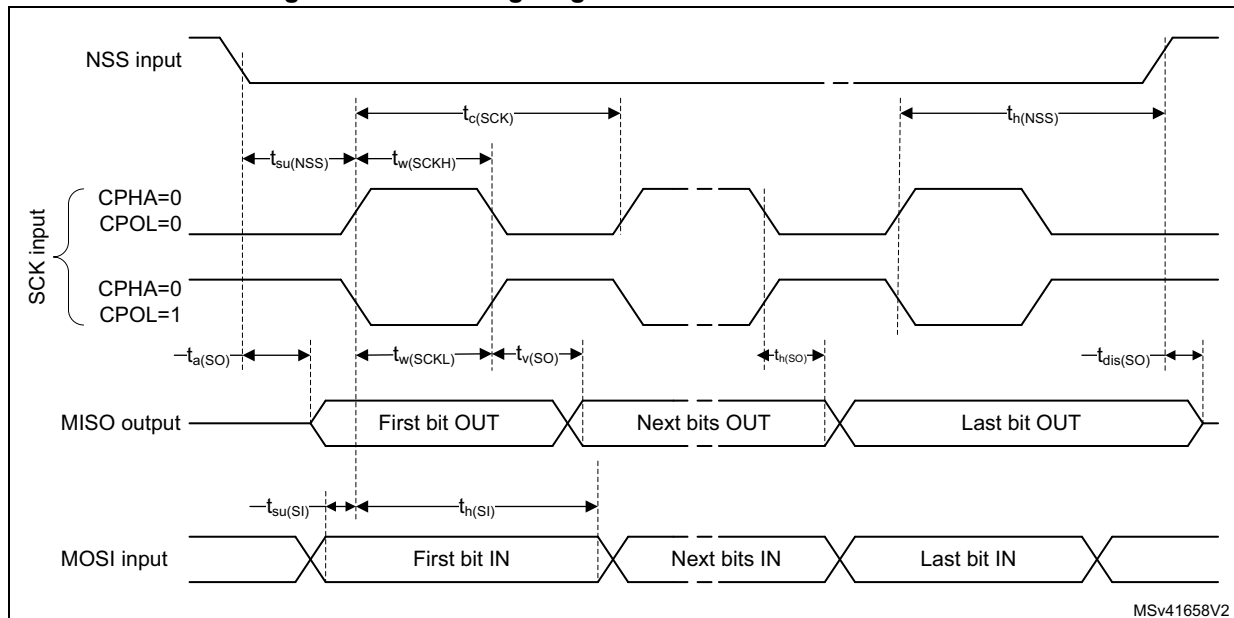 NSS input
tc(SCK)
th(NSS)
tsu(NSS)
tw(SCKH)
SCK input
CPHA=0
CPOL=0
CPHA=0
CPOL=1
ta(SO)
tw(SCKL)
tv(SO)
th(SO)
tdis(SO)
MISO output
First bit OUT
Next bits OUT
Last bit OUT
tsu(SI)
th(SI)
MOSI input
First bit IN
Next bits IN
Last bit IN
MSv41658V2